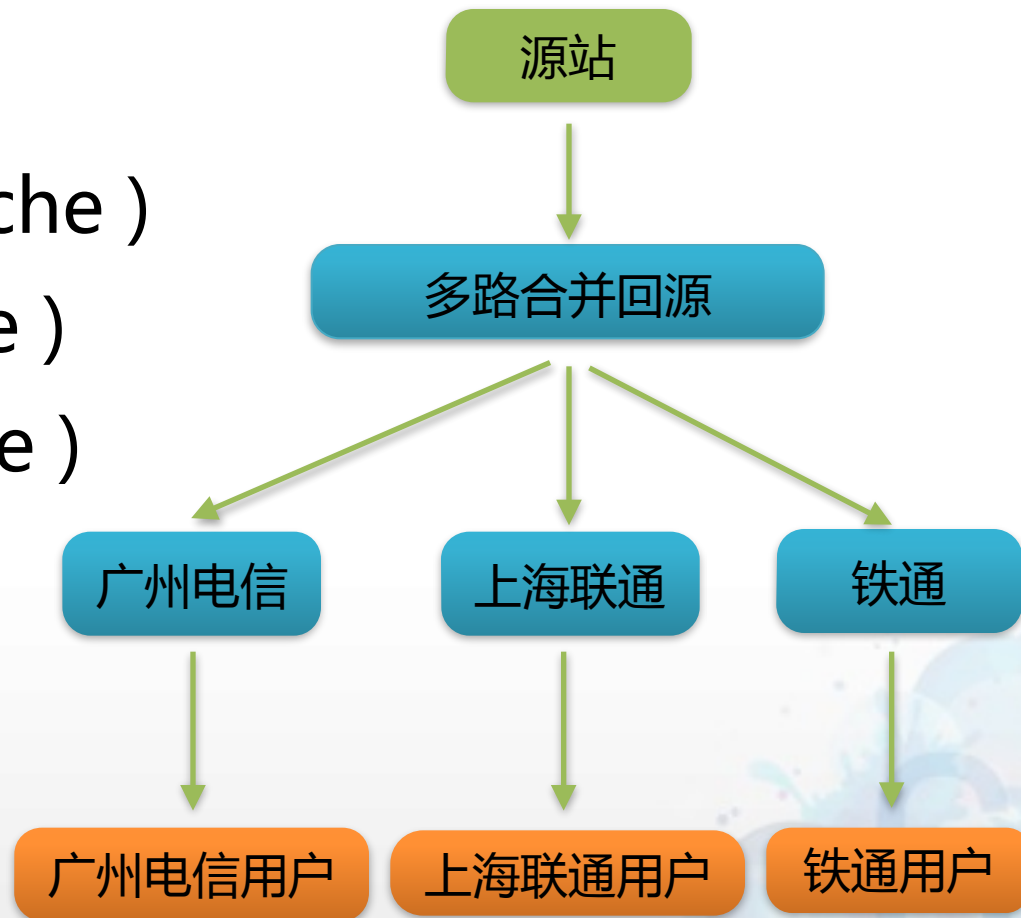 源站
che )
多路合并回源
e )
e )
广州电信
上海联通
铁通
广州电信用户
上海联通用户
铁通用户